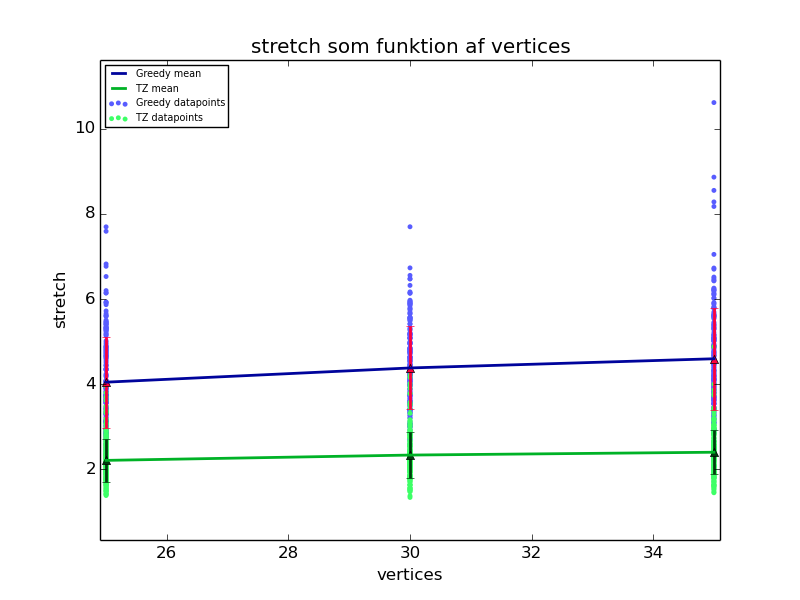 stretch som funktion af vertices
Greedy mean
TZ mean
Greedy datapoints
TZ datapoints
10
8
6
4
2
stretch
26 28 30 32 34
vertices